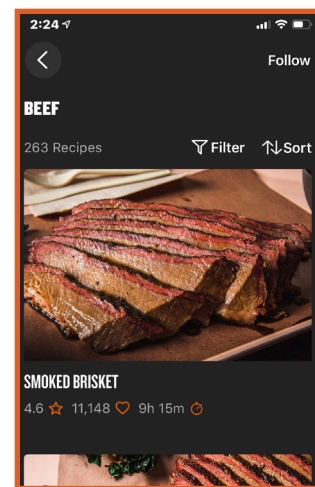 2:24
Follow
BEEF
263 Recipes Filter Sort
SMOKED BRISKET
4.6 11,148 9h 15m